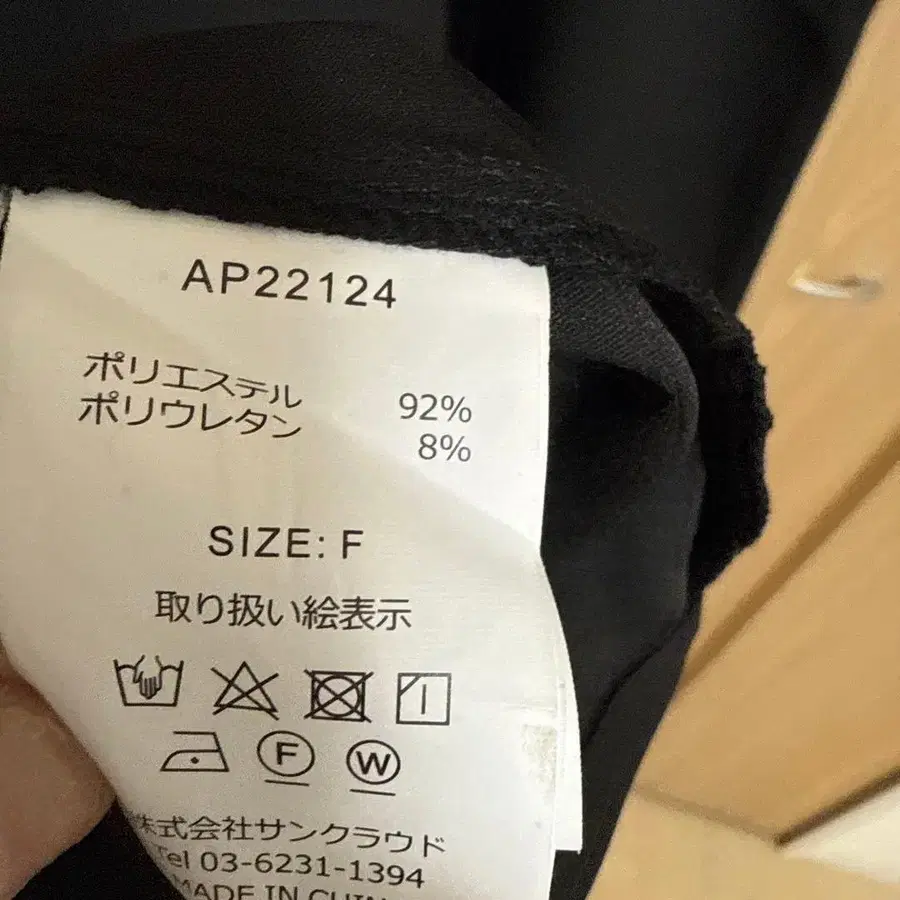 AP22124
ポリエステル 92%
ポリウレタン 8%
SIZE: F
取り扱い絵表示
F W
株式会社サンクラウド
Tel 03-6231-1394
MADE IN